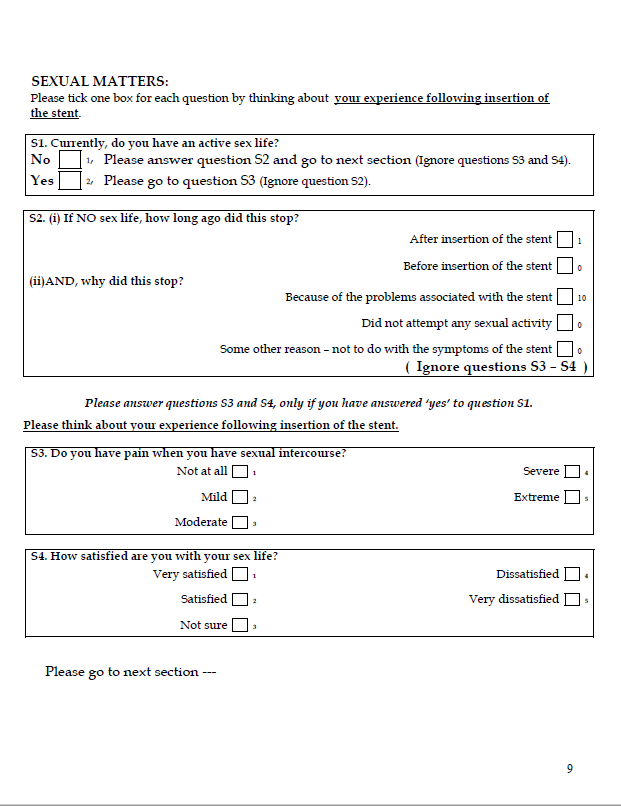 SEXUAL MATTERS:
Please tick one box for each question by thinking about your experience following insertion of
the stent.
S1. Currently, do you have an active sex life?
No 1, Please answer question S2 and go to next section (Ignore questions S3 and S4).
Yes 2, Please go to question S3 (Ignore question S2).
S2. (i) If NO sex life, how long ago did this stop?
After insertion of the stent 1
Before insertion of the stent 0
(ii)AND, why did this stop?
Because of the problems associated with the stent 10
Did not attempt any sexual activity 0
Some other reason – not to do with the symptoms of the stent 0
( Ignore questions S3 – S4 )
Please answer questions S3 and S4, only if you have answered ‘yes’ to question S1.
Please think about your experience following insertion of the stent.
S3. Do you have pain when you have sexual intercourse?
Not at all 1 Severe 4
Mild 2 Extreme 5
Moderate 3
S4. How satisfied are you with your sex life?
Very satisfied 1 Dissatisfied 4
Satisfied 2 Very dissatisfied 5
Not sure 3
Please go to next section ---
9